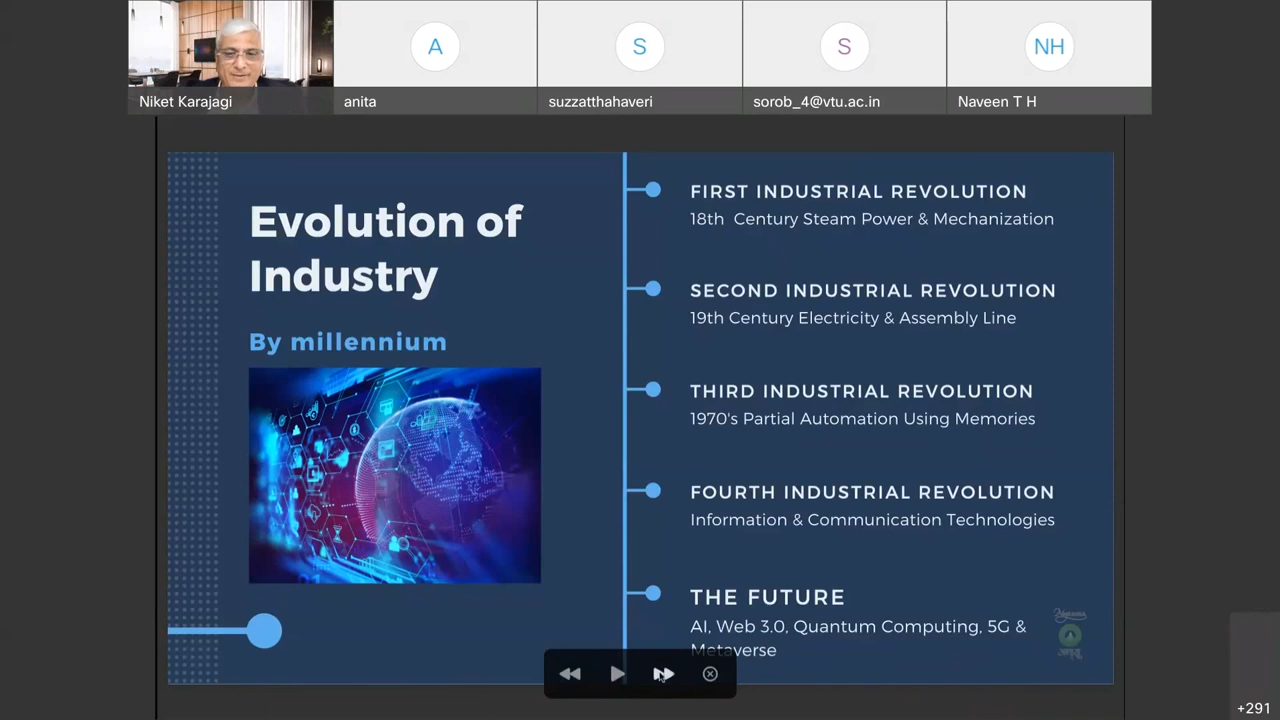 A
S
S
NH
Niket Karajagi
anita
suzzatthahaveri
sorob_4@vtu.ac.in
Naveen T H
Evolution of
Industry
By millennium
FIRST INDUSTRIAL REVOLUTION
18th Century Steam Power & Mechanization
SECOND INDUSTRIAL REVOLUTION
19th Century Electricity & Assembly Line
THIRD INDUSTRIAL REVOLUTION
1970's Partial Automation Using Memories
FOURTH INDUSTRIAL REVOLUTION
Information & Communication Technologies
THE FUTURE
AI, Web 3.0, Quantum Computing, 5G &
Metaverse
+291